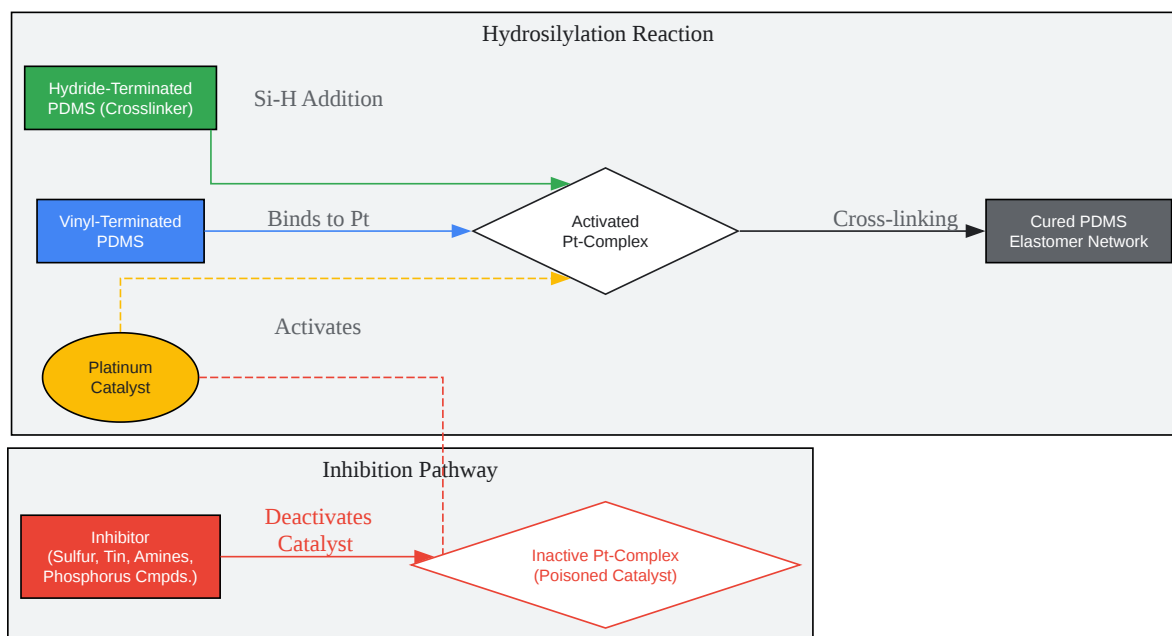 Hydrosilylation Reaction
Hydride-Terminated
PDMS (Crosslinker)
Si-H Addition
Vinyl-Terminated
PDMS
Binds to Pt
Activated
Pt-Complex
Cross-linking
Cured PDMS
Elastomer Network
Activates
Platinum
Catalyst
Inhibition Pathway
Inhibitor
(Sulfur, Tin, Amines,
Phosphorus Cmpds.)
Deactivates
Catalyst
Inactive Pt-Complex
(Poisoned Catalyst)